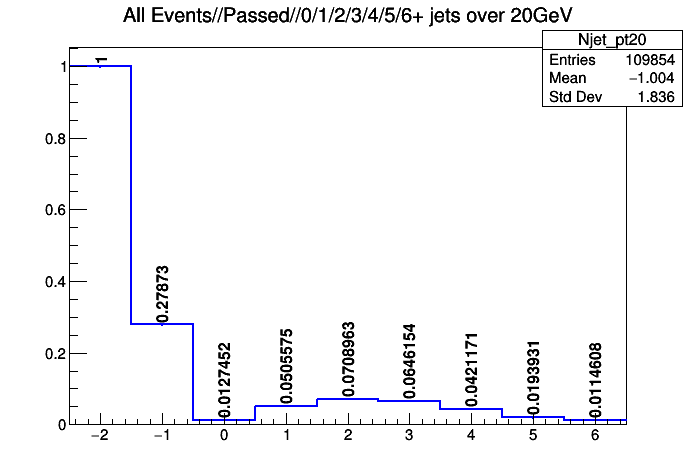 All Events//Passed//0/1/2/3/4/5/6+ jets over 20GeV
Njet_pt20
Entries 109854
Mean −1.004
Std Dev 1.836
1
0.8
0.6
0.4
0.2
0
1
0.27873
0.0127452
0.0505575
0.0708963
0.0646154
0.0421171
0.0193931
0.0114608
−2 −1 0 1 2 3 4 5 6